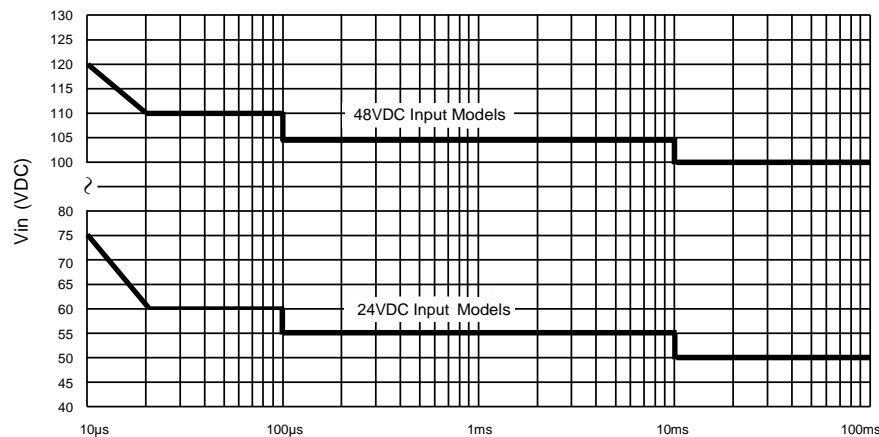 Vin (VDC)
130
125
120
115
110
105
100
80
75
70
65
60
55
50
45
40
48VDC Input Models
24VDC Input Models
10µs
100µs
1ms
10ms
100ms